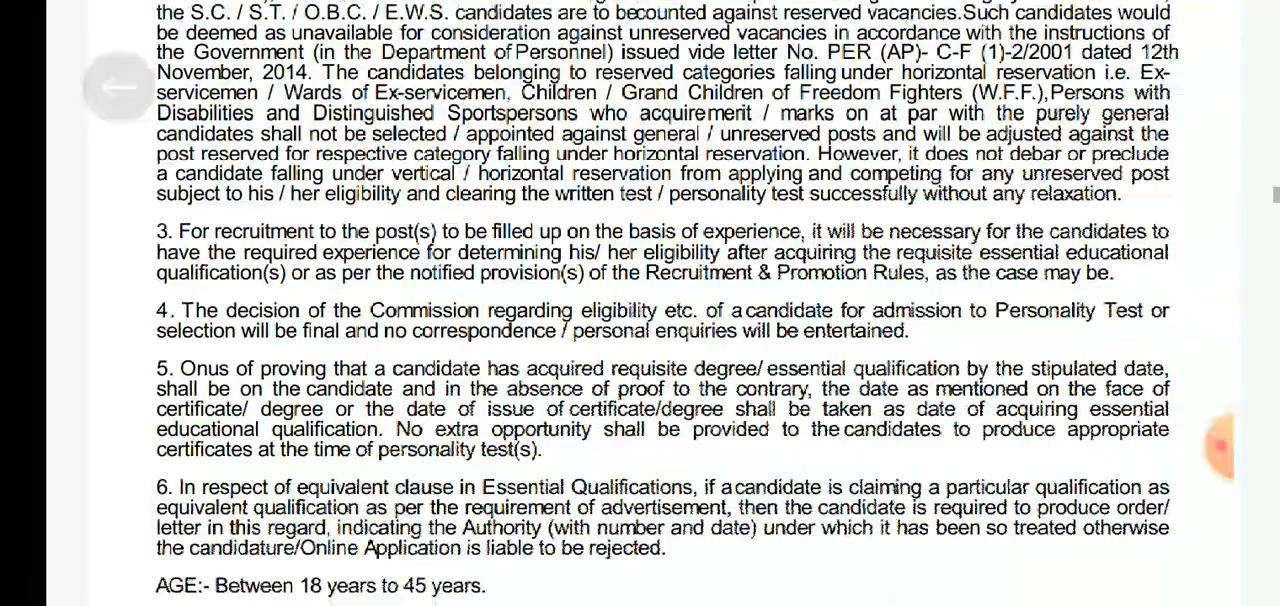 the S.C. / S.T. / O.B.C. / E.W.S. candidates are to becounted against reserved vacancies.Such candidates would
be deemed as unavailable for consideration against unreserved vacancies in accordance with the instructions of
the Government (in the Department of Personnel) issued vide letter No. PER (AP)- C-F (1)-2/2001 dated 12th
November, 2014. The candidates belonging to reserved categories falling under horizontal reservation i.e. Ex-
servicemen / Wards of Ex-servicemen, Children / Grand Children of Freedom Fighters (W.F.F.),Persons with
Disabilities and Distinguished Sportspersons who acquiremerit / marks on at par with the purely general
candidates shall not be selected / appointed against general / unreserved posts and will be adjusted against the
post reserved for respective category falling under horizontal reservation. However, it does not debar or preclude
a candidate falling under vertical / horizontal reservation from applying and competing for any unreserved post
subject to his / her eligibility and clearing the written test / personality test successfully without any relaxation.
3. For recruitment to the post(s) to be filled up on the basis of experience, it will be necessary for the candidates to
have the required experience for determining his/ her eligibility after acquiring the requisite essential educational
qualification(s) or as per the notified provision(s) of the Recruitment & Promotion Rules, as the case may be.
4. The decision of the Commission regarding eligibility etc. of acandidate for admission to Personality Test or
selection will be final and no correspondence / personal enquiries will be entertained.
5. Onus of proving that a candidate has acquired requisite degree/ essential qualification by the stipulated date,
shall be on the candidate and in the absence of proof to the contrary, the date as mentioned on the face of
certificate/ degree or the date of issue of certificate/degree shall be taken as date of acquiring essential
educational qualification. No extra opportunity shall be provided to the candidates to produce appropriate
certificates at the time of personality test(s).
6. In respect of equivalent clause in Essential Qualifications, if acandidate is claiming a particular qualification as
equivalent qualification as per the requirement of advertisement, then the candidate is required to produce order/
letter in this regard, indicating the Authority (with number and date) under which it has been so treated otherwise
the candidature/Online Application is liable to be rejected.
AGE:- Between 18 years to 45 years.